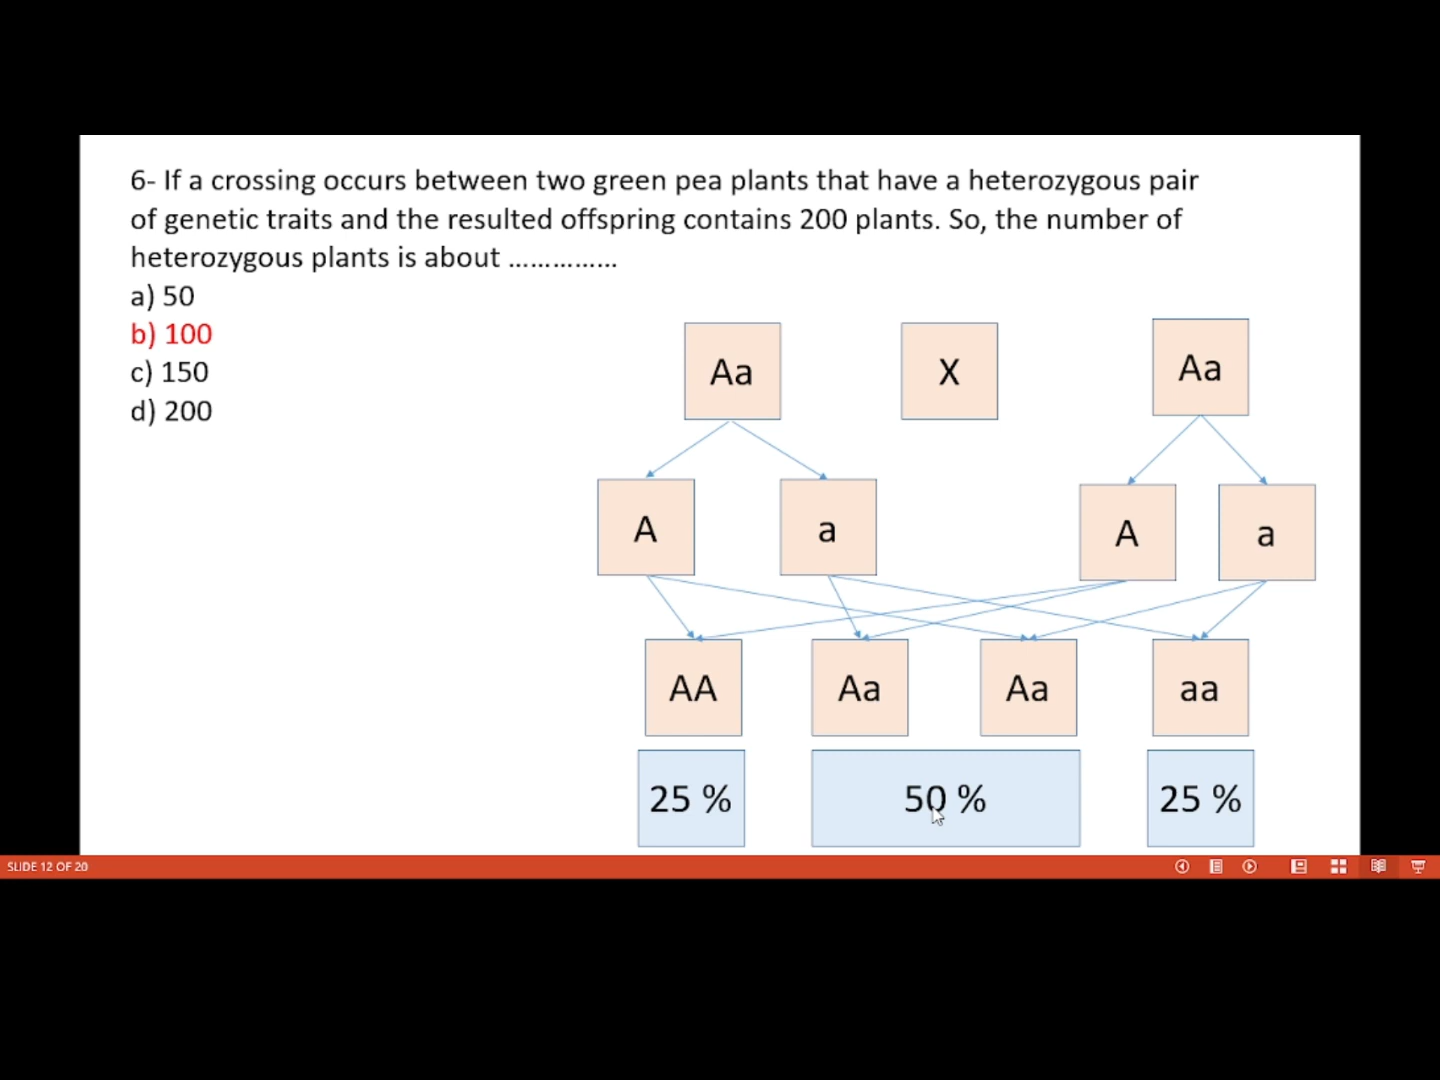 6- If a crossing occurs between two green pea plants that have a heterozygous pair
of genetic traits and the resulted offspring contains 200 plants. So, the number of
heterozygous plants is about ...............
a) 50
b) 100
c) 150
d) 200
Aa X Aa
A a A a
AA Aa Aa aa
25 % 50 % 25 %
SLIDE 12 OF 20